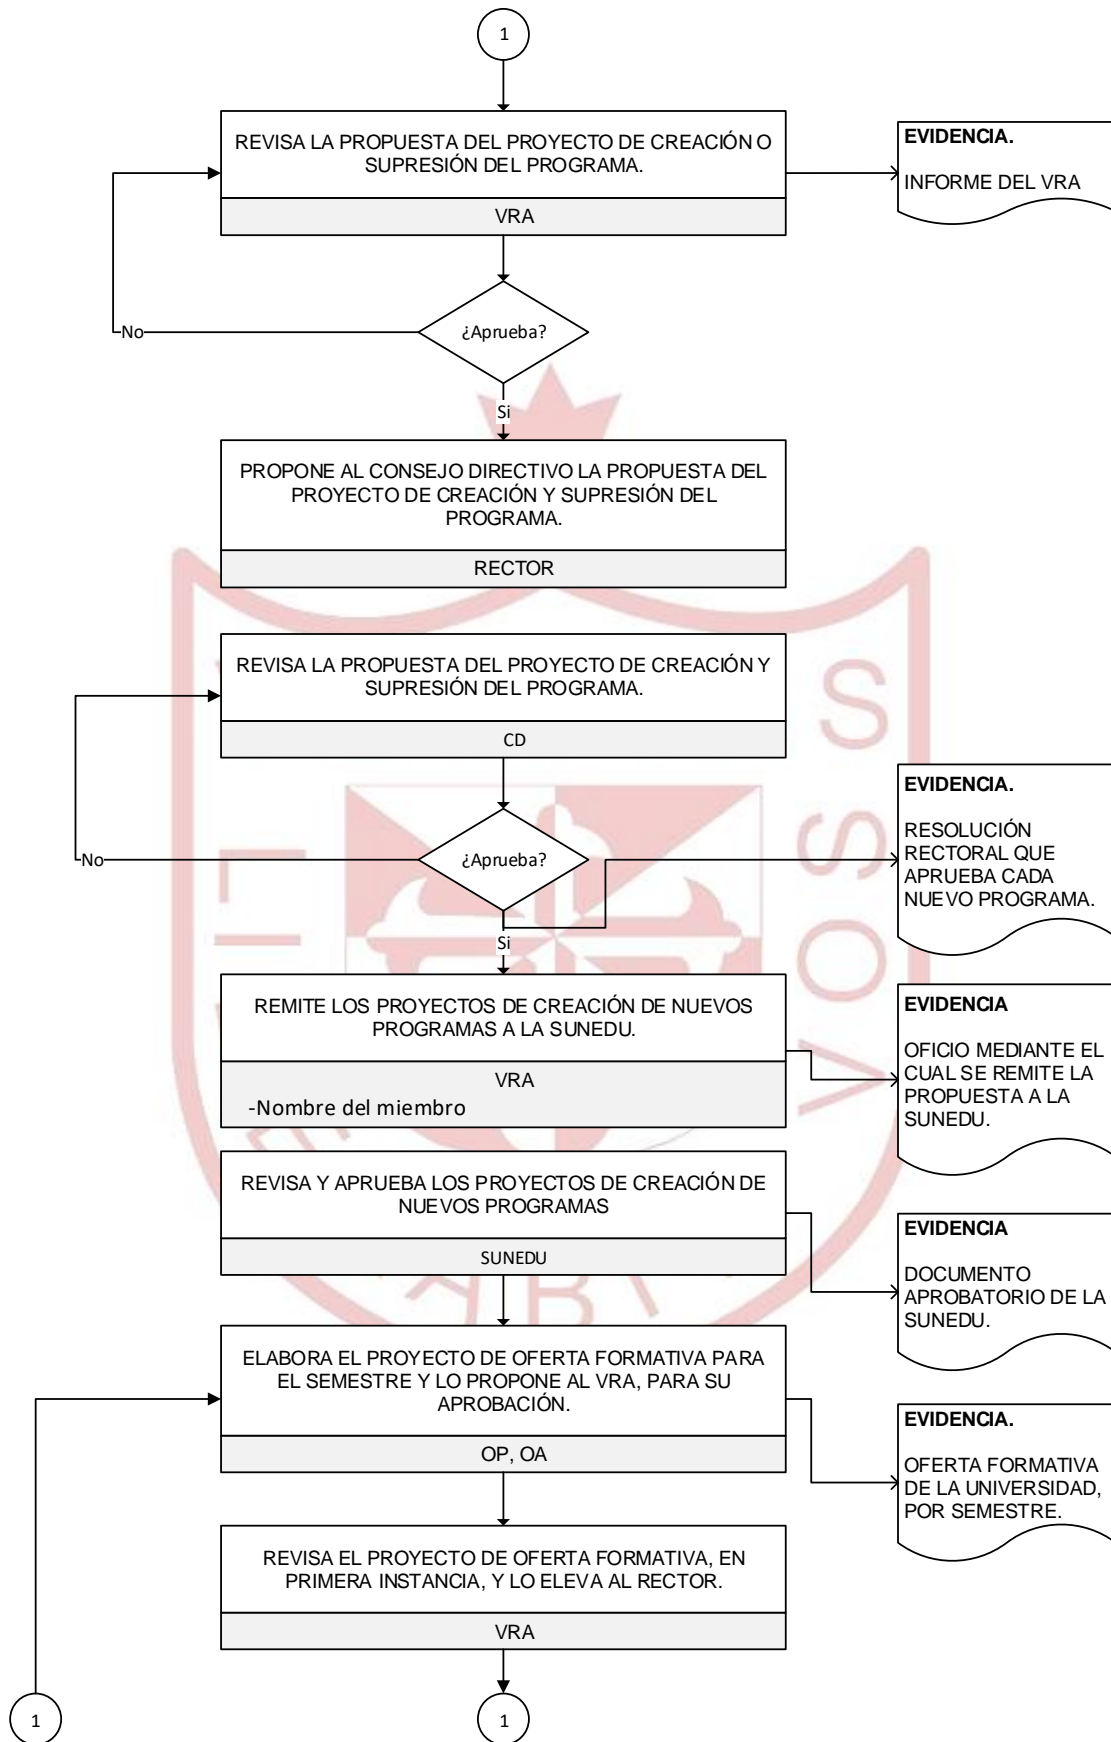 1
REVISA LA PROPUESTA DEL PROYECTO DE CREACIÓN O
SUPRESIÓN DEL PROGRAMA.
VRA
EVIDENCIA.
INFORME DEL VRA
¿Aprueba?
No
Si
PROPONE AL CONSEJO DIRECTIVO LA PROPUESTA DEL
PROYECTO DE CREACIÓN Y SUPRESIÓN DEL
PROGRAMA.
RECTOR
REVISA LA PROPUESTA DEL PROYECTO DE CREACIÓN Y
SUPRESIÓN DEL PROGRAMA.
CD
¿Aprueba?
No
Si
EVIDENCIA.
RESOLUCIÓN
RECTORAL QUE
APRUEBA CADA
NUEVO PROGRAMA.
REMITE LOS PROYECTOS DE CREACIÓN DE NUEVOS
PROGRAMAS A LA SUNEDU.
VRA
-Nombre del miembro
EVIDENCIA
OFICIO MEDIANTE EL
CUAL SE REMITE LA
PROPUESTA A LA
SUNEDU.
REVISA Y APRUEBA LOS PROYECTOS DE CREACIÓN DE
NUEVOS PROGRAMAS
SUNEDU
EVIDENCIA
DOCUMENTO
APROBATORIO DE LA
SUNEDU.
ELABORA EL PROYECTO DE OFERTA FORMATIVA PARA
EL SEMESTRE Y LO PROPONE AL VRA, PARA SU
APROBACIÓN.
OP, OA
EVIDENCIA.
OFERTA FORMATIVA
DE LA UNIVERSIDAD,
POR SEMESTRE.
REVISA EL PROYECTO DE OFERTA FORMATIVA, EN
PRIMERA INSTANCIA, Y LO ELEVA AL RECTOR.
VRA
1
1